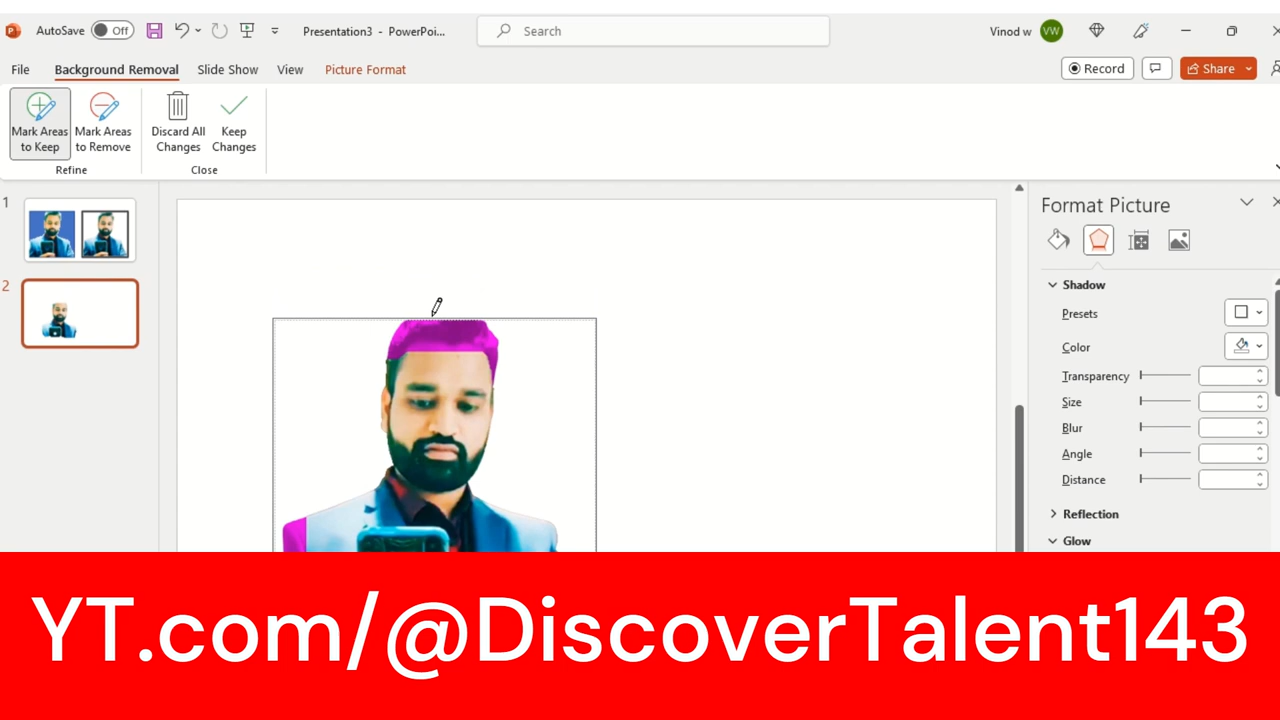 AutoSave Off Presentation3 - PowerPoi... Search Vinod w VW
File Background Removal Slide Show View Picture Format Record Share
Mark Areas to Keep
Mark Areas to Remove
Discard All Changes
Keep Changes
Refine Close
1
2
Format Picture
Shadow
Presets
Color
Transparency
Size
Blur
Angle
Distance
Reflection
Glow
YT.com/@DiscoverTalent143